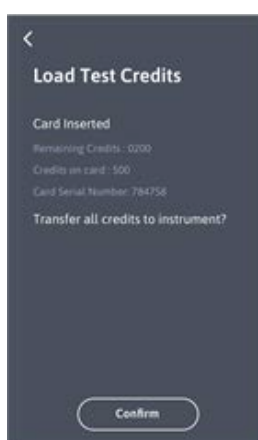 Load Test Credits
Card Inserted
Remaining Credits : 0200
Credits on card : 500
Card Serial Number: 784758
Transfer all credits to instrument?
Confirm